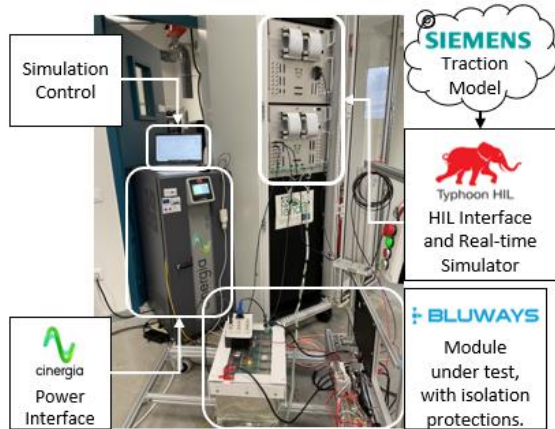 Simulation
Control
SIEMENS
Traction
Model
Typhoon HIL
HIL Interface
and Real-time
Simulator
cinergia
cinergia
Power
Interface
BLUWAYS
Module
under test,
with isolation
protections.